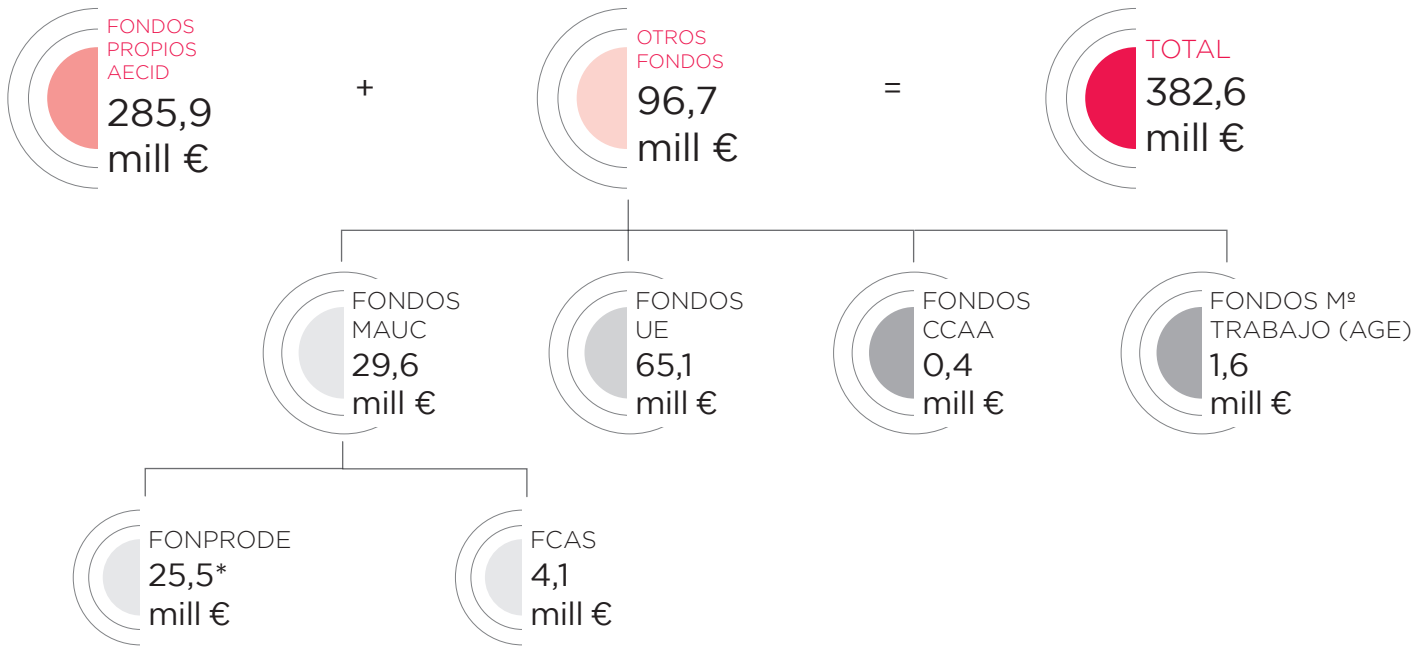 FONDOS
PROPIOS
AECID
285,9
mill €
+
OTROS
FONDOS
96,7
mill €
=
TOTAL
382,6
mill €
FONDOS
MAUC
29,6
mill €
FONDOS
UE
65,1
mill €
FONDOS
CCAA
0,4
mill €
FONDOS Mº
TRABAJO (AGE)
1,6
mill €
FONPRODE
25,5*
mill €
FCAS
4,1
mill €